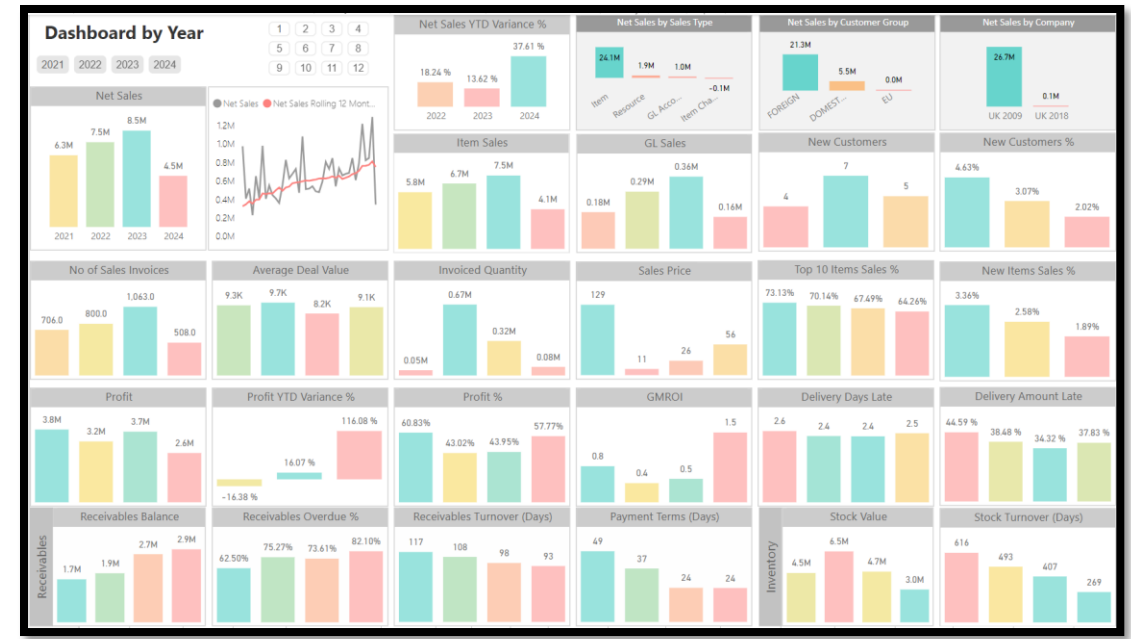 Dashboard by Year
2021 2022 2023 2024
1 2 3 4
5 6 7 8
9 10 11 12
Net Sales YTD Variance %
18.24 % 13.62 % 37.61 %
2022 2023 2024
Net Sales by Sales Type
24.1M 1.9M 1.0M -0.1M
Item Resource GL Acco... Item Cha...
Net Sales by Customer Group
21.3M 5.5M 0.0M
FOREIGN DOMEST... EU
Net Sales by Company
26.7M 0.1M
UK 2009 UK 2018
Net Sales
6.3M 7.5M 8.5M 4.5M
2021 2022 2023 2024
Net Sales Net Sales Rolling 12 Mont...
1.2M
1.0M
0.8M
0.6M
0.4M
0.2M
0.0M
Item Sales
5.8M 6.7M 7.5M 4.1M
GL Sales
0.18M 0.29M 0.36M 0.16M
New Customers
4 7 5
New Customers %
4.63% 3.07% 2.02%
No of Sales Invoices
706.0 800.0 1,063.0 508.0
Average Deal Value
9.3K 9.7K 8.2K 9.1K
Invoiced Quantity
0.05M 0.67M 0.32M 0.08M
Sales Price
129 11 26 56
Top 10 Items Sales %
73.13% 70.14% 67.49% 64.26%
New Items Sales %
3.36% 2.58% 1.89%
Profit
3.8M 3.2M 3.7M 2.6M
Profit YTD Variance %
-16.38 % 16.07 % 116.08 %
Profit %
60.83% 43.02% 43.95% 57.77%
GMROI
0.8 0.4 0.5 1.5
Delivery Days Late
2.6 2.4 2.4 2.5
Delivery Amount Late
44.59 % 38.48 % 34.32 % 37.83 %
Receivables
Receivables Balance
1.7M 1.9M 2.7M 2.9M
Receivables Overdue %
62.50% 75.27% 73.61% 82.10%
Receivables Turnover (Days)
117 108 98 93
Payment Terms (Days)
49 37 24 24
Inventory
Stock Value
4.5M 6.5M 4.7M 3.0M
Stock Turnover (Days)
616 493 407 269